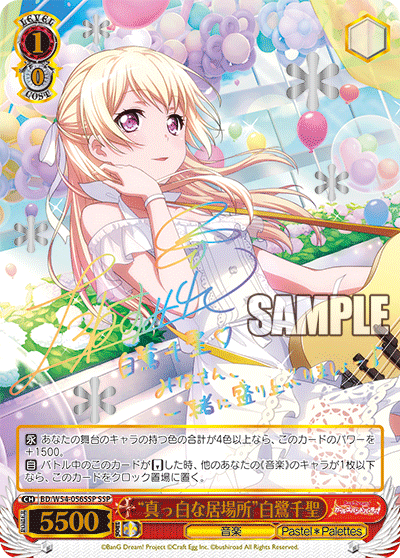 LEVEL
1
0
COST
SAMPLE
白鷺千聖
みなさん、
一緒に盛り上がりましょう
永 あなたの舞台のキャラの持つ色の合計が4色以上なら、このカードのパワーを
+1500。
自 バトル中のこのカードが【】した時、他のあなたの《音楽》のキャラが1枚以下
なら、このカードをクロック置場に置く。
CH BD/W54-056SSP SSP
5500
"真っ白な居場所"白鷺千聖
音楽
Pastel*Palettes
©BanG Dream! Project ©Craft Egg Inc. ©bushiroad All Rights Reserved.